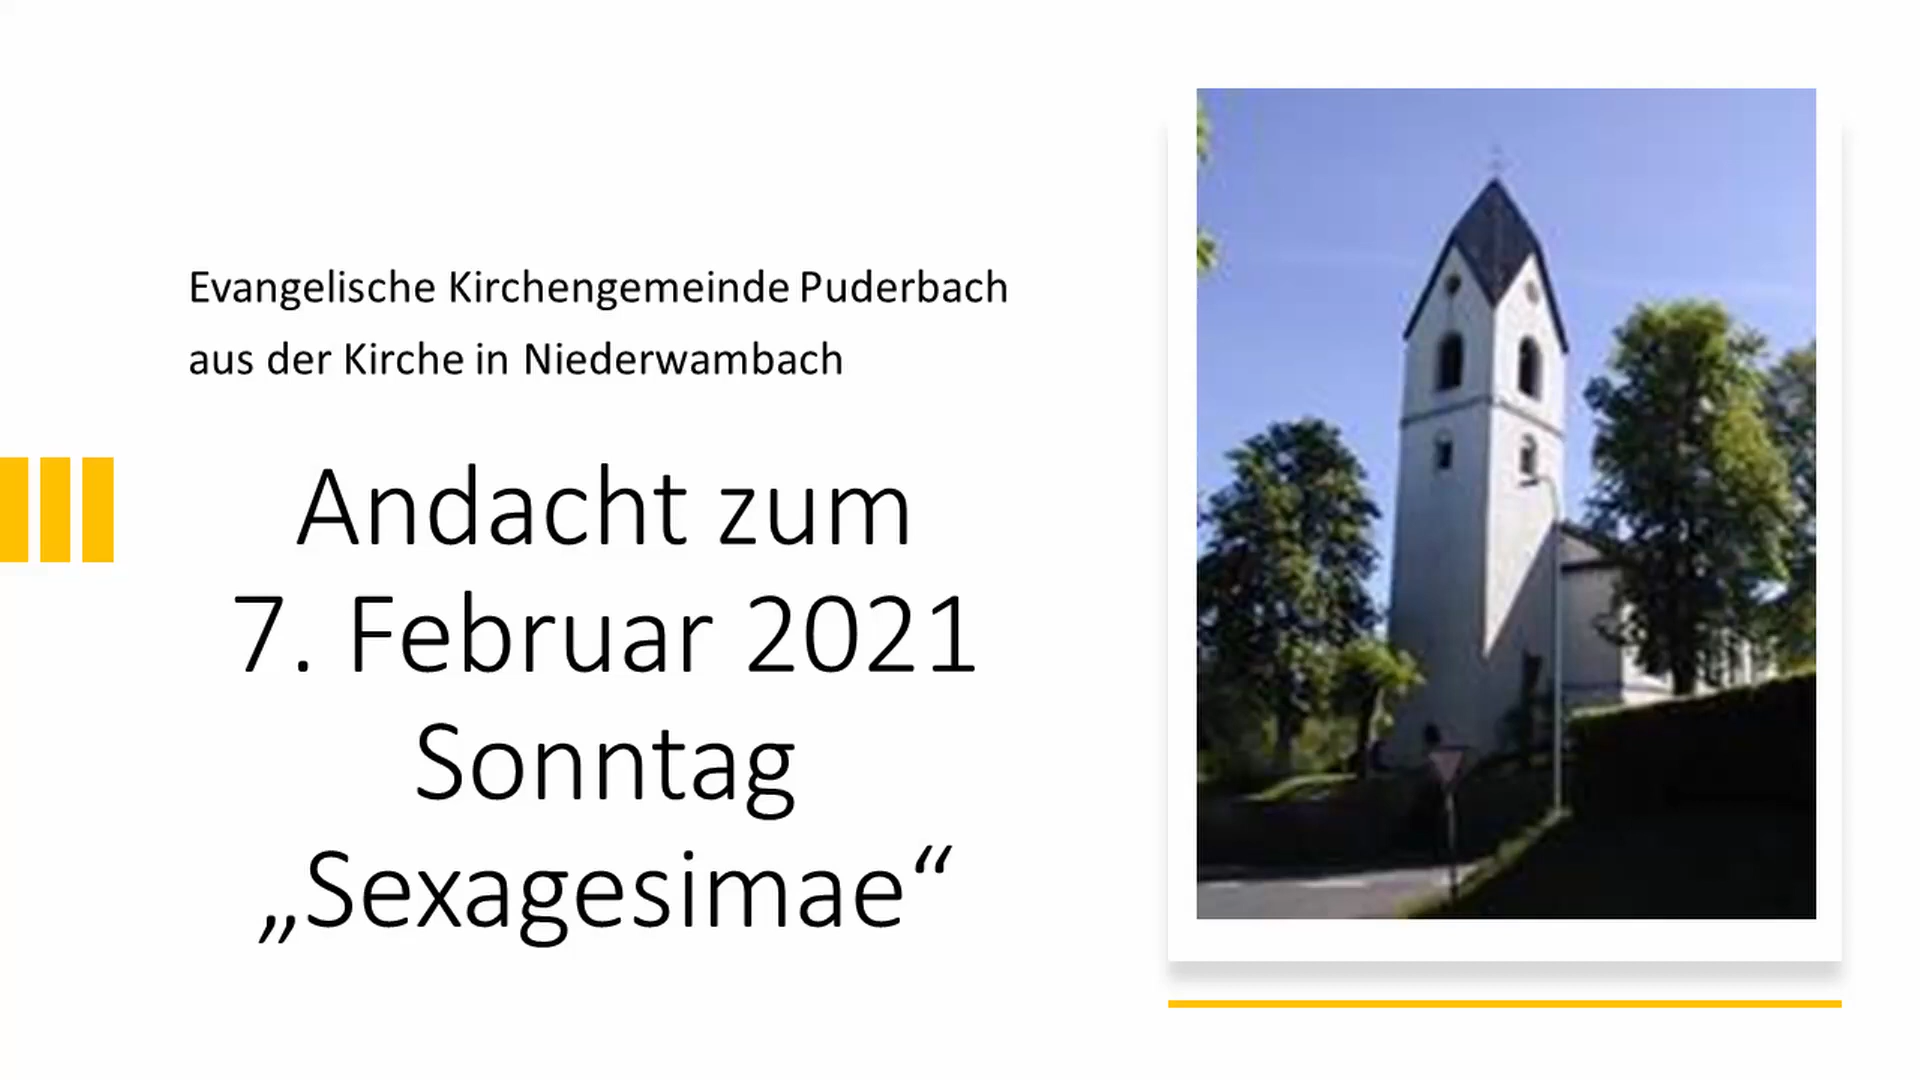 Evangelische Kirchengemeinde Puderbach
aus der Kirche in Niederwambach
Andacht zum
7. Februar 2021
Sonntag
„Sexagesimae“